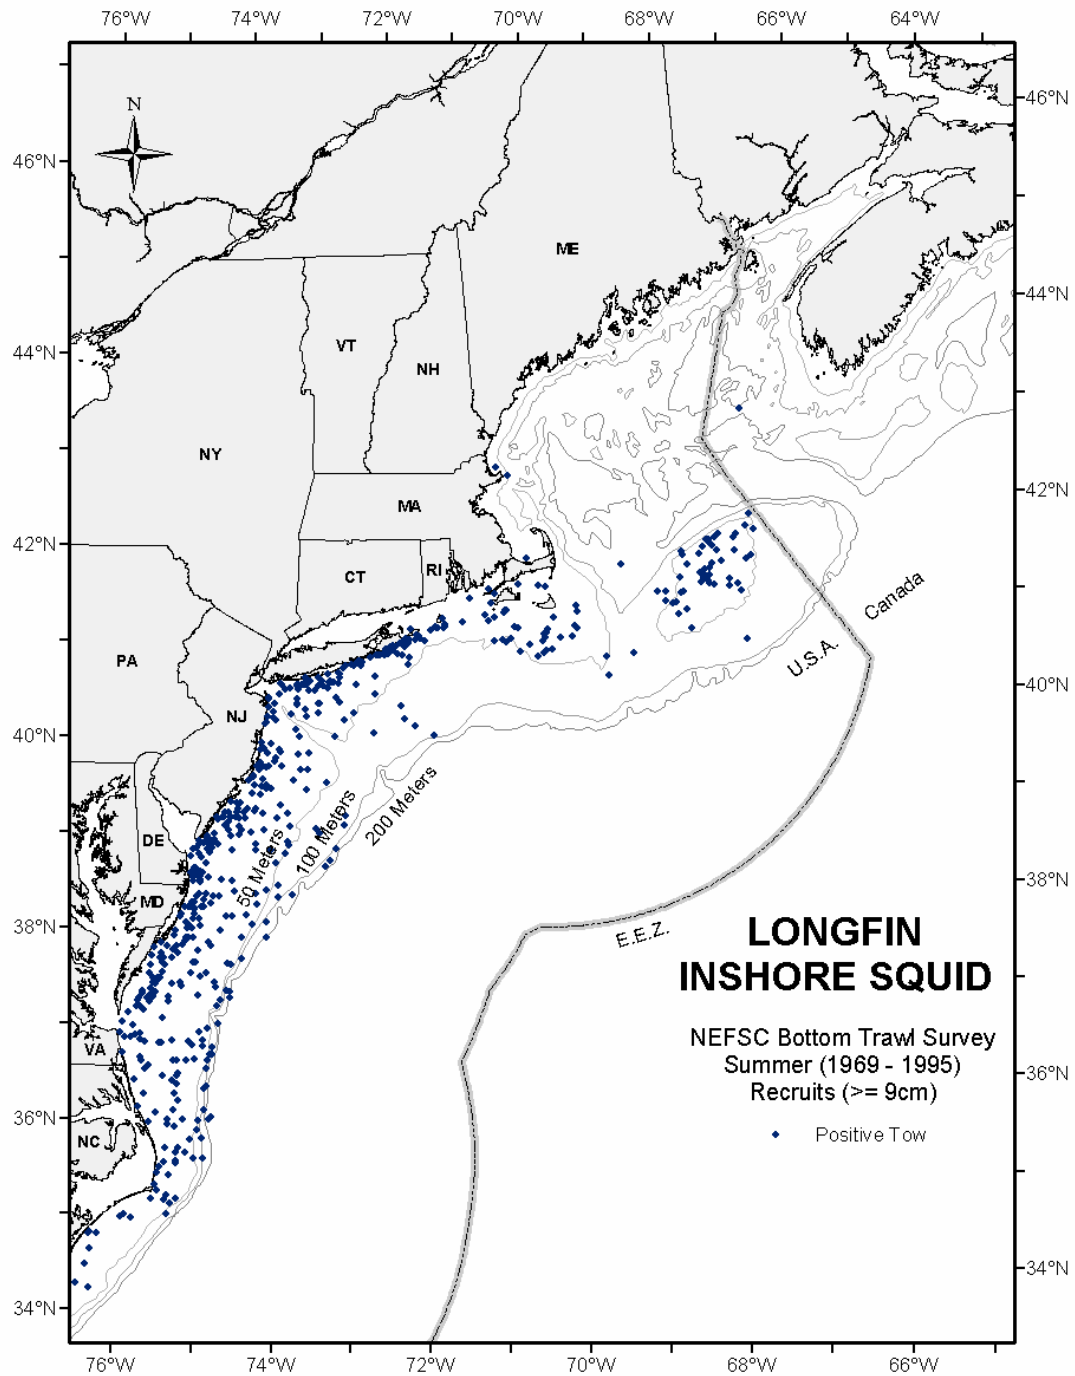 76°W 74°W 72°W 70°W 68°W 66°W 64°W
N
46°N
46°N
ME
44°N
VT
44°N
NH
NY
42°N
MA
42°N
CT
RI
Canada
U.S.A.
PA
40°N
NJ
40°N
200 Meters
100 Meters
50 Meters
DE
38°N
MD
38°N
E.E.Z.
LONGFIN
INSHORE SQUID
NEFSC Bottom Trawl Survey
Summer (1969 - 1995)
Recruits (>= 9cm)
Positive Tow
VA
36°N
36°N
NC
34°N
34°N
76°W 74°W 72°W 70°W 68°W 66°W